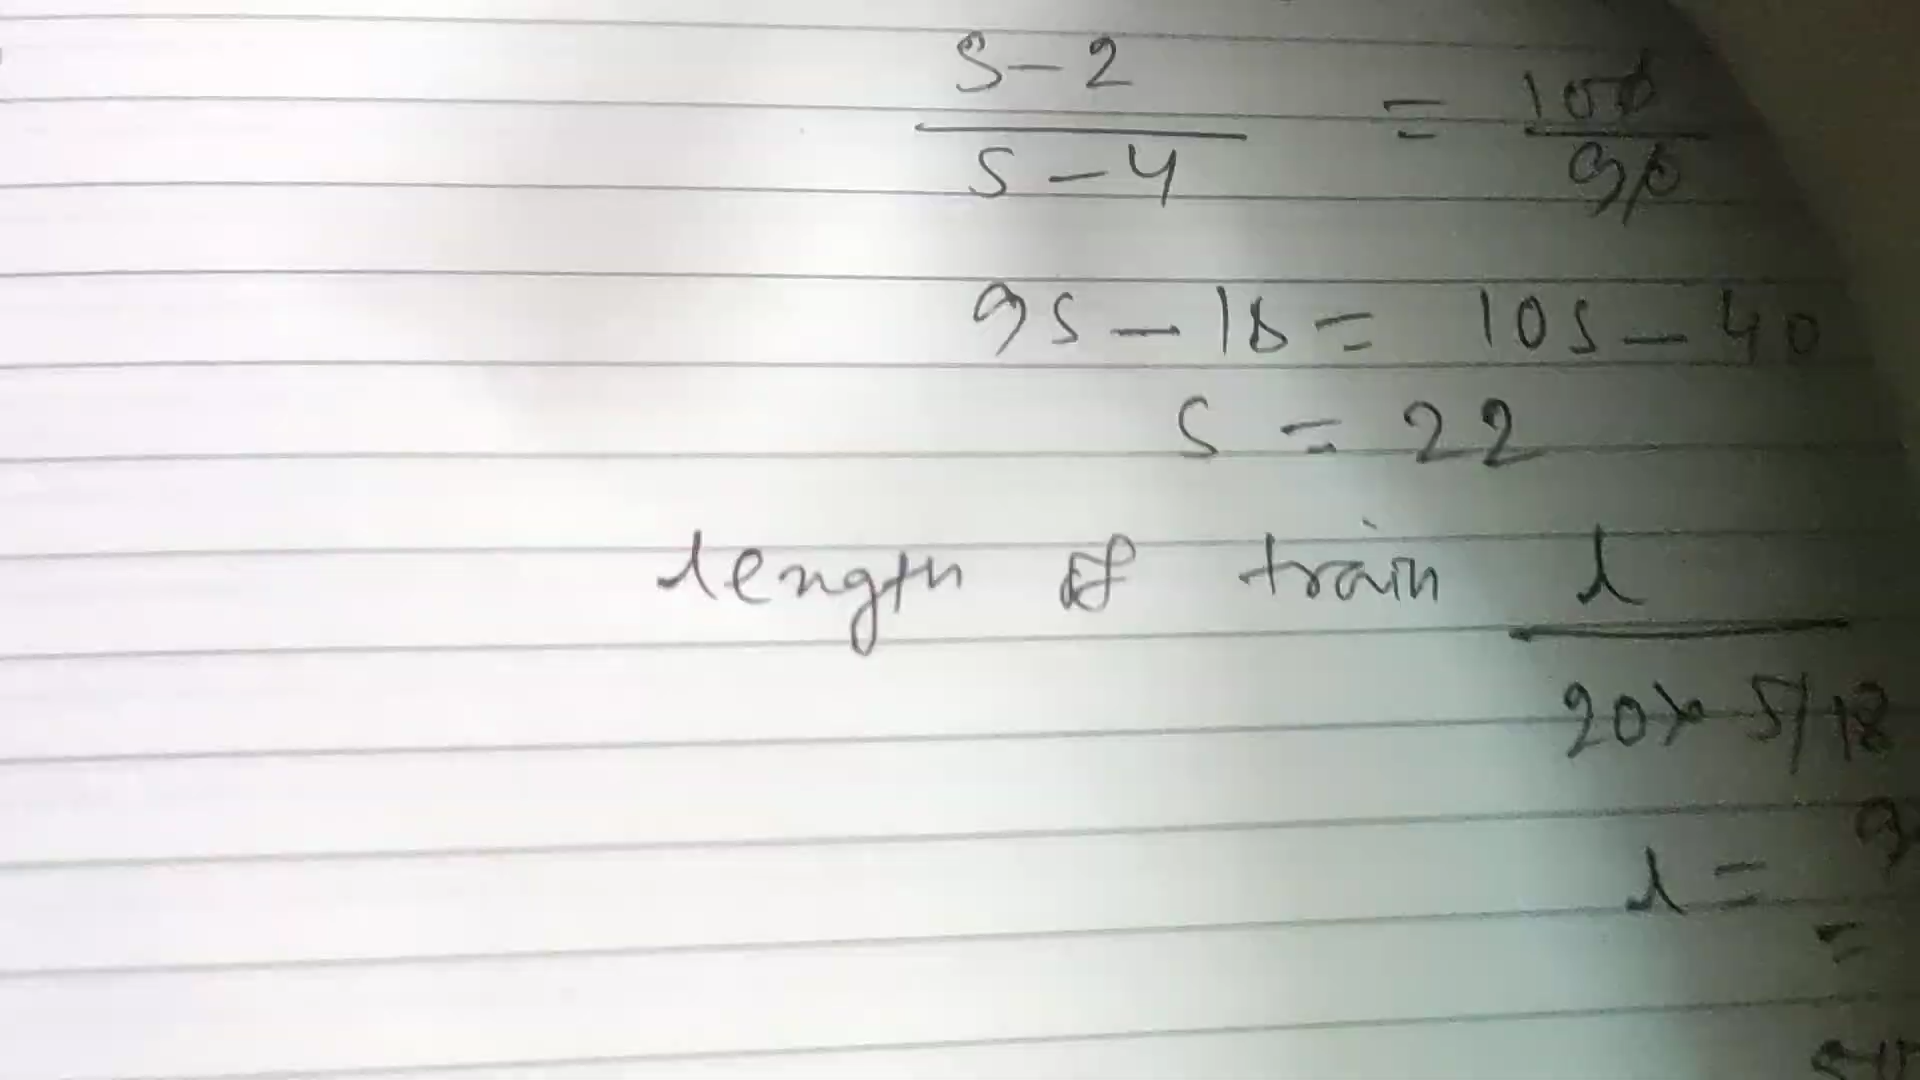 S-2
S-4 = 100/90
9S - 18 = 10S - 40
S = 22
length of train l
20 × 5/18
l =
=